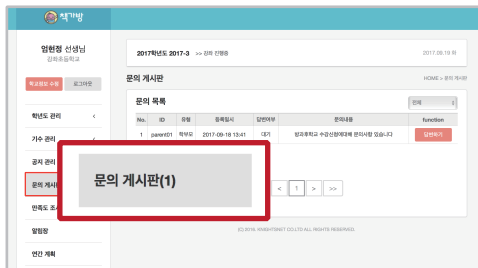 책가방
엄현정 선생님
강화초등학교
학교정보 수정 로그아웃
학년도 관리 <
기수 관리
공지 관리
문의 게시판
만족도 조사
알림장
연간 계획
2017학년도 2017-3 >> 강좌 진행중 2017.09.19 화
문의 게시판 HOME > 문의 게시판
문의 목록 전체
No. ID 유형 등록일시 답변여부 문의내용 function
1 parent01 학부모 2017-09-18 13:41 대기 방과후학교 수강신청에대해 문의사항 있습니다 답변하기
문의 게시판(1)
< 1 > >>
(C) 2016. KNIGHTSNET CO.LTD ALL RIGHTS RESERVED.